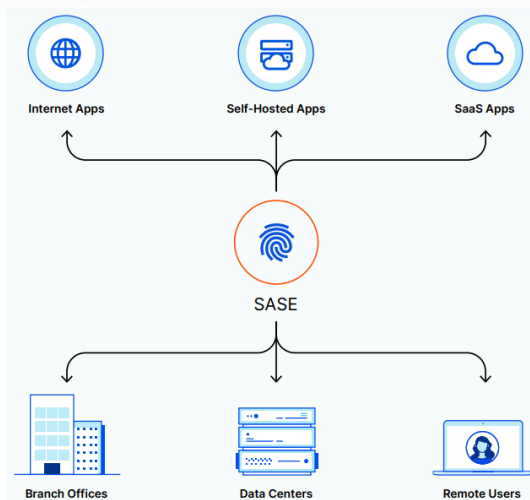 Internet Apps
Self-Hosted Apps
SaaS Apps
SASE
Branch Offices
Data Centers
Remote Users